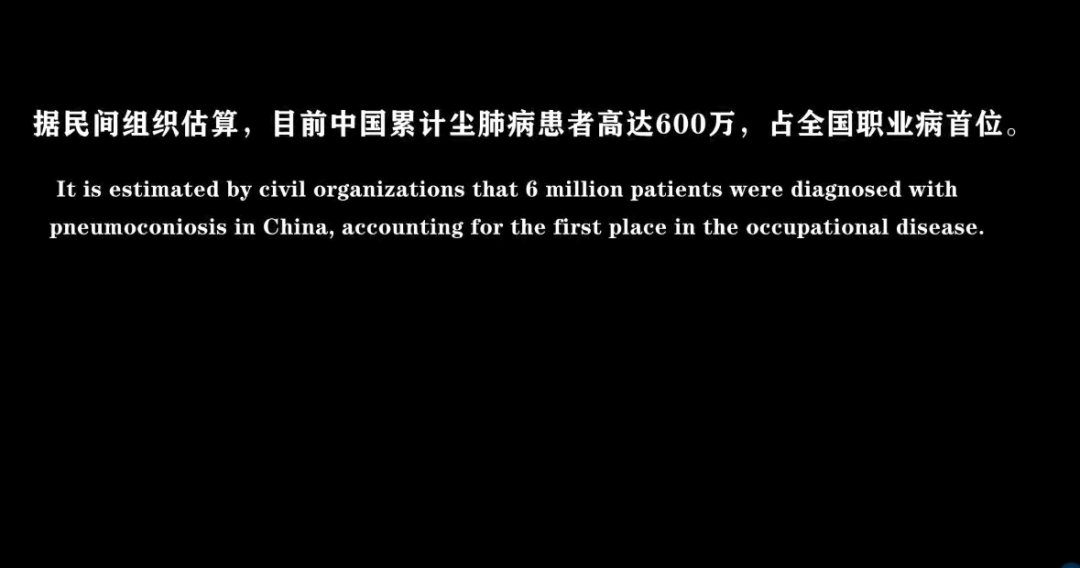 据民间组织估算，目前中国累计尘肺病患者高达600万，占全国职业病首位。
It is estimated by civil organizations that 6 million patients were diagnosed with
pneumoconiosis in China, accounting for the first place in the occupational disease.